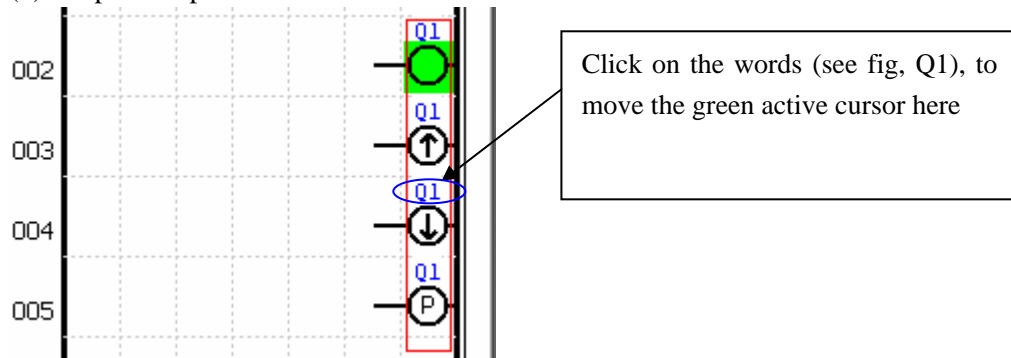 Q1
002
Click on the words (see fig, Q1), to
move the green active cursor here
Q1
003
Q1
004
Q1
005
P